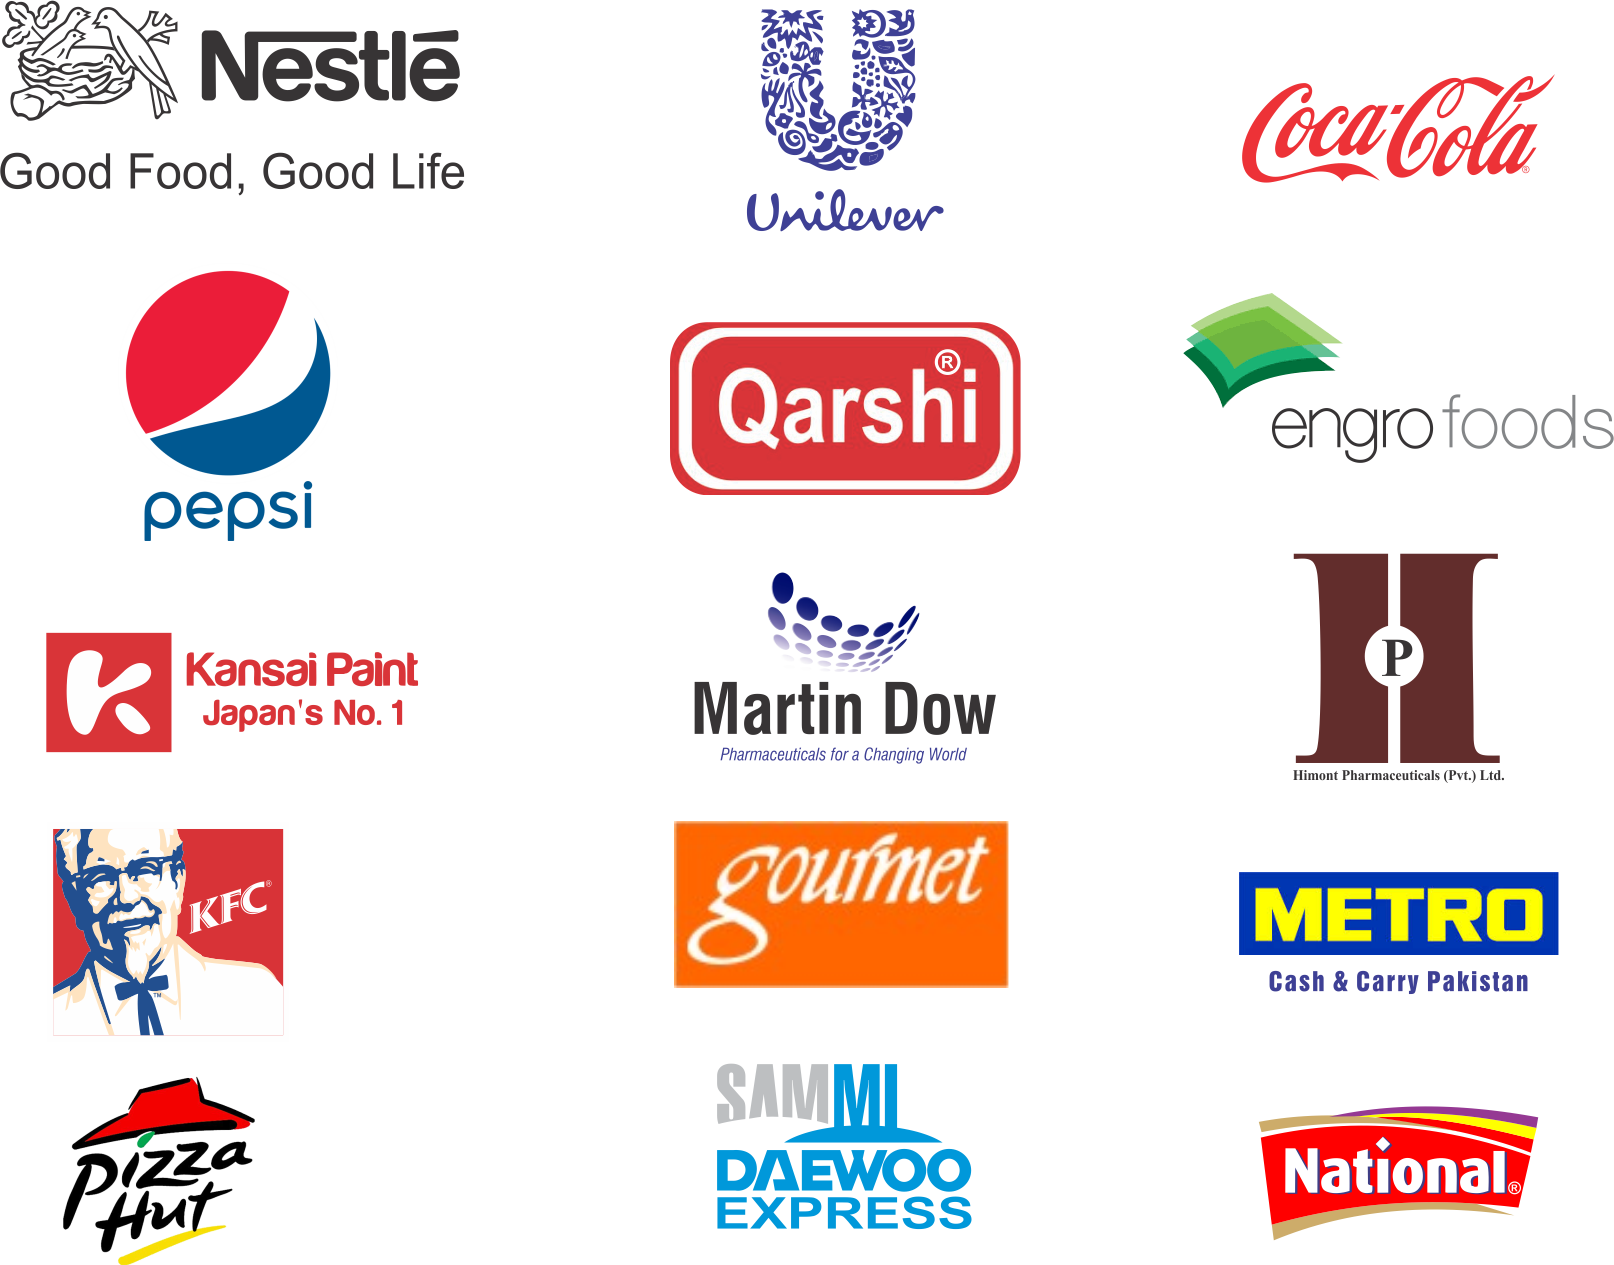 Nestlé
Good Food, Good Life
Unilever
Coca-Cola®
pepsi
Qarshi®
engro foods
Kansai Paint
Japan's No. 1
Martin Dow
Pharmaceuticals for a Changing World
P
Himont Pharmaceuticals (Pvt.) Ltd.
KFC®
TM
gourmet
METRO
Cash & Carry Pakistan
Pizza
Hut
SAMMI
DAEWOO
EXPRESS
National®